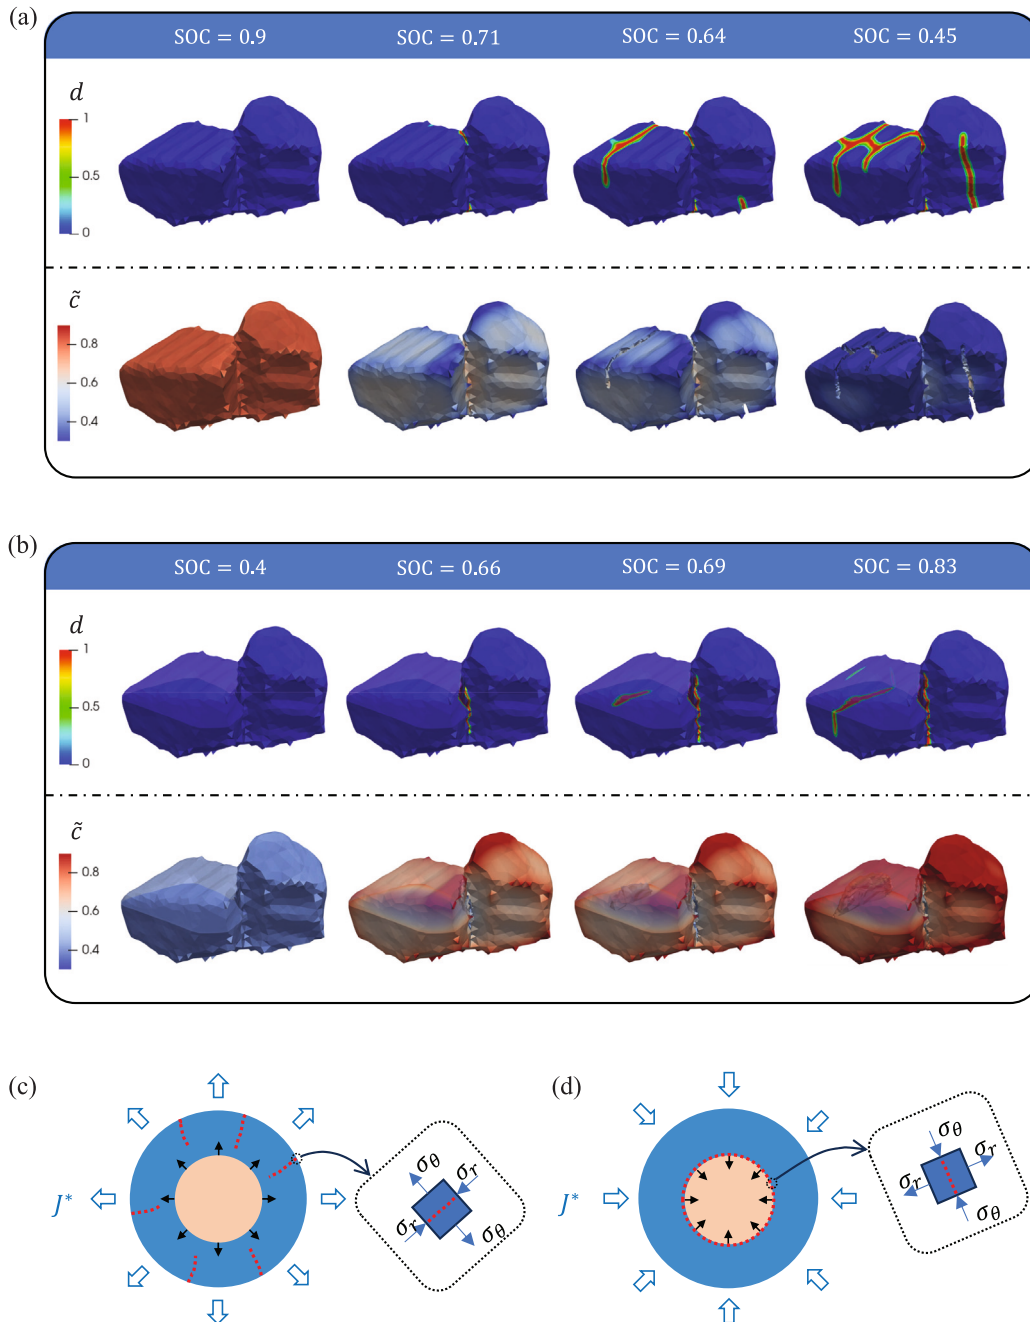 (a)
SOC = 0.9 SOC = 0.71 SOC = 0.64 SOC = 0.45
d
1
0.5
0
c̃
0.8
0.6
0.4
(b)
SOC = 0.4 SOC = 0.66 SOC = 0.69 SOC = 0.83
d
1
0.5
0
c̃
0.8
0.6
0.4
(c)
J*
σθ
σr
σr
σθ
(d)
J*
σθ
σr
σr
σθ